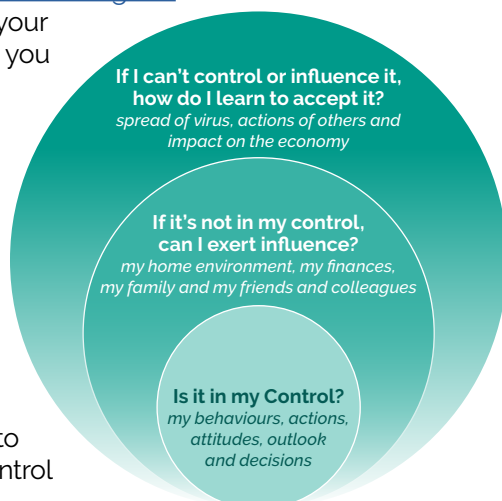 your
you
If I can't control or influence it,
how do I learn to accept it?
spread of virus, actions of others and
impact on the economy
If it's not in my control,
can I exert influence?
my home environment, my finances,
my family and my friends and colleagues
Is it in my Control?
my behaviours, actions,
attitudes, outlook
and decisions
to